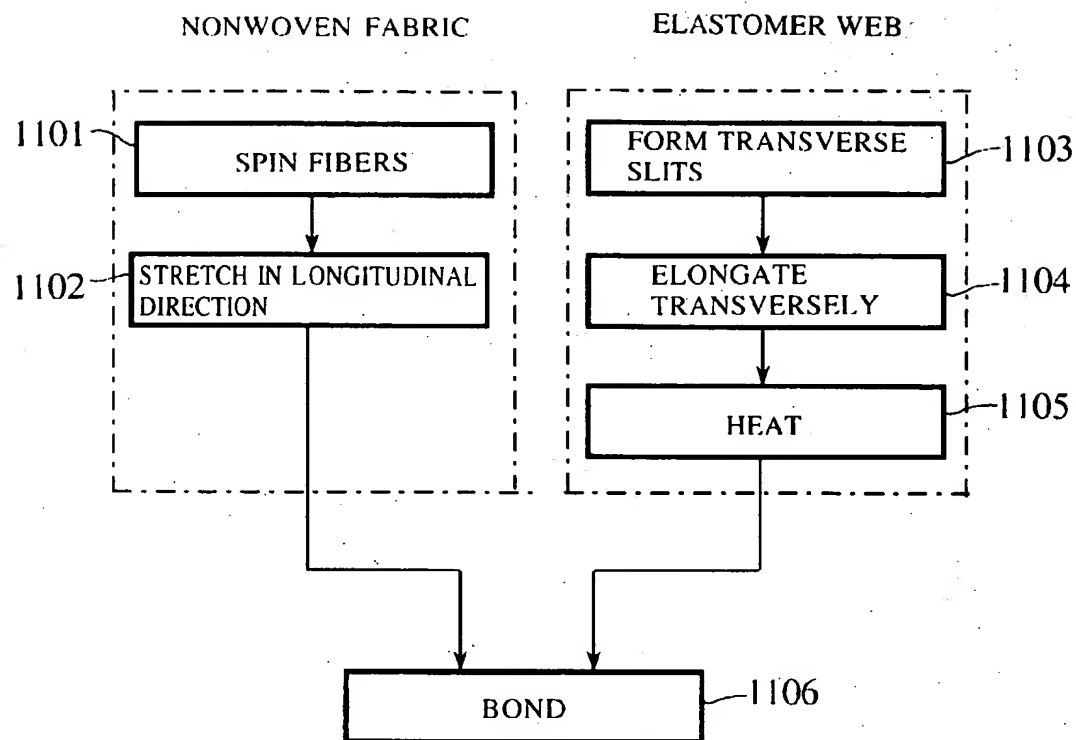 NONWOVEN FABRIC
ELASTOMER WEB
1101
SPIN FIBERS
1102
STRETCH IN LONGITUDINAL
DIRECTION
FORM TRANSVERSE
SLITS
1103
ELONGATE
TRANSVERSELY
1104
HEAT
1105
BOND
1106